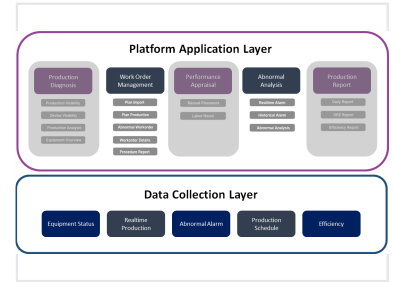 Platform Application Layer
Production
Diagnosis
Production Visibility
Device Visibility
Production Analysis
Equipment Overview
Work Order
Management
Plan Import
Plan Production
Abnormal Workorder
Workorder Details
Procedure Report
Performance
Appraisal
Labor Hours
Abnormal
Analysis
Realtime Alarm
Historical Alarm
Abnormal Analysis
Production
Report
Daily Report
OEE Report
Efficiency Report
Data Collection Layer
Equipment Status
Realtime
Production
Abnormal Alarm
Production
Schedule
Efficiency